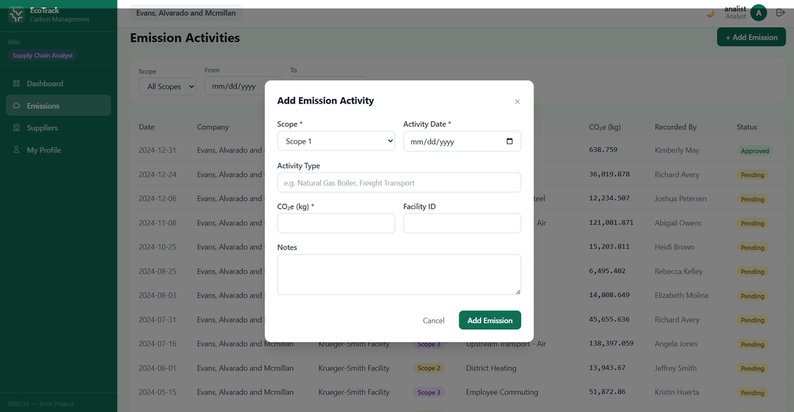 EcoTrack
Carbon Management
Role
Supply Chain Analyst
Dashboard
Emissions
Suppliers
My Profile
Evans, Alvarado and Mcmillan
analist
Analyst
A
Emission Activities
+ Add Emission
Scope
From
To
All Scopes
mm/dd/yyyy
Date Company CO₂e (kg) Recorded By Status
2024-12-31 Evans, Alvarado 638.759 Kimberly May Approved
2024-12-24 Evans, Alvarado 36,019.878 Richard Avery Pending
2024-12-06 Evans, Alvarado 12,234.507 Joshua Petersen Pending
2024-11-08 Evans, Alvarado 121,081.871 Abigail Owens Pending
2024-10-25 Evans, Alvarado 15,203.811 Heidi Brown Pending
2024-08-25 Evans, Alvarado 6,495.402 Rebecca Kelley Pending
2024-08-03 Evans, Alvarado 14,808.649 Elizabeth Molina Pending
2024-07-31 Evans, Alvarado 45,655.636 Richard Avery Pending
2024-07-16 Evans, Alvarado and Mcmillan Krueger-Smith Facility Scope 3 Upstream Transport - Air 138,397.059 Angela Jones Pending
2024-06-01 Evans, Alvarado and Mcmillan Krueger-Smith Facility Scope 2 District Heating 13,943.67 Jeffrey Smith Pending
2024-05-15 Evans, Alvarado and Mcmillan Krueger-Smith Facility Scope 3 Employee Commuting 51,872.86 Kristin Huerta Pending
Add Emission Activity
×
Scope * Activity Date *
Scope 1 mm/dd/yyyy
Activity Type
e.g. Natural Gas Boiler, Freight Transport
CO₂e (kg) * Facility ID
Notes
Cancel Add Emission